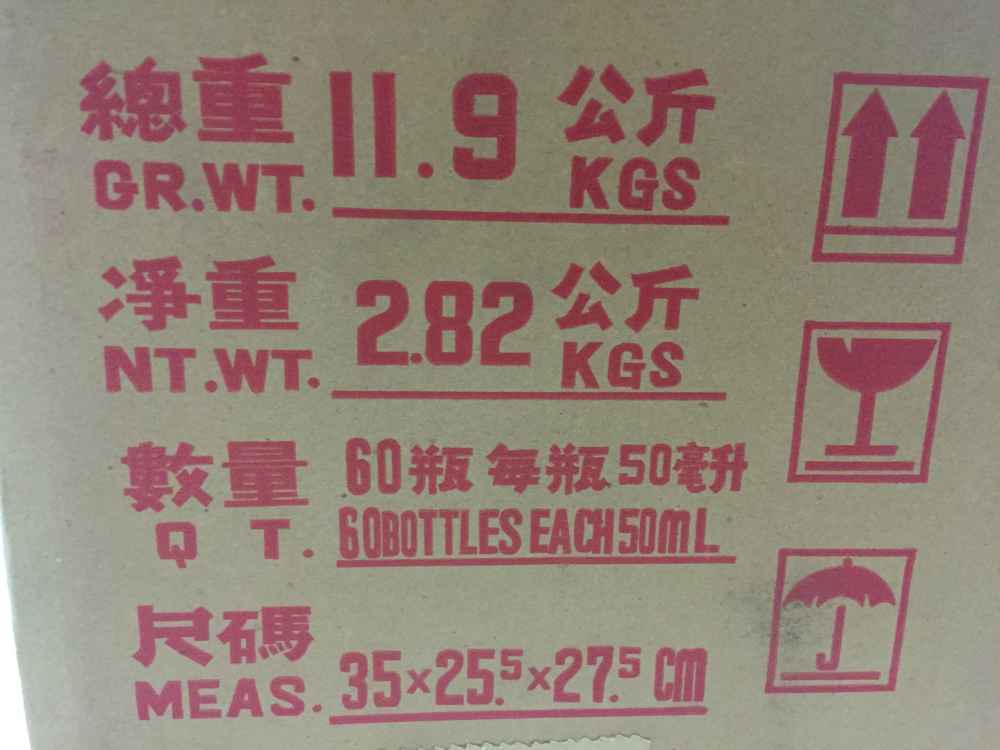 總重 11.9 公斤
GR.WT. KGS
淨重 2.82 公斤
NT.WT. KGS
數量 60瓶 每瓶 50毫升
Q T. 60BOTTLES EACH 50mL
尺碼
MEAS. 35×25.5×27.5 cm